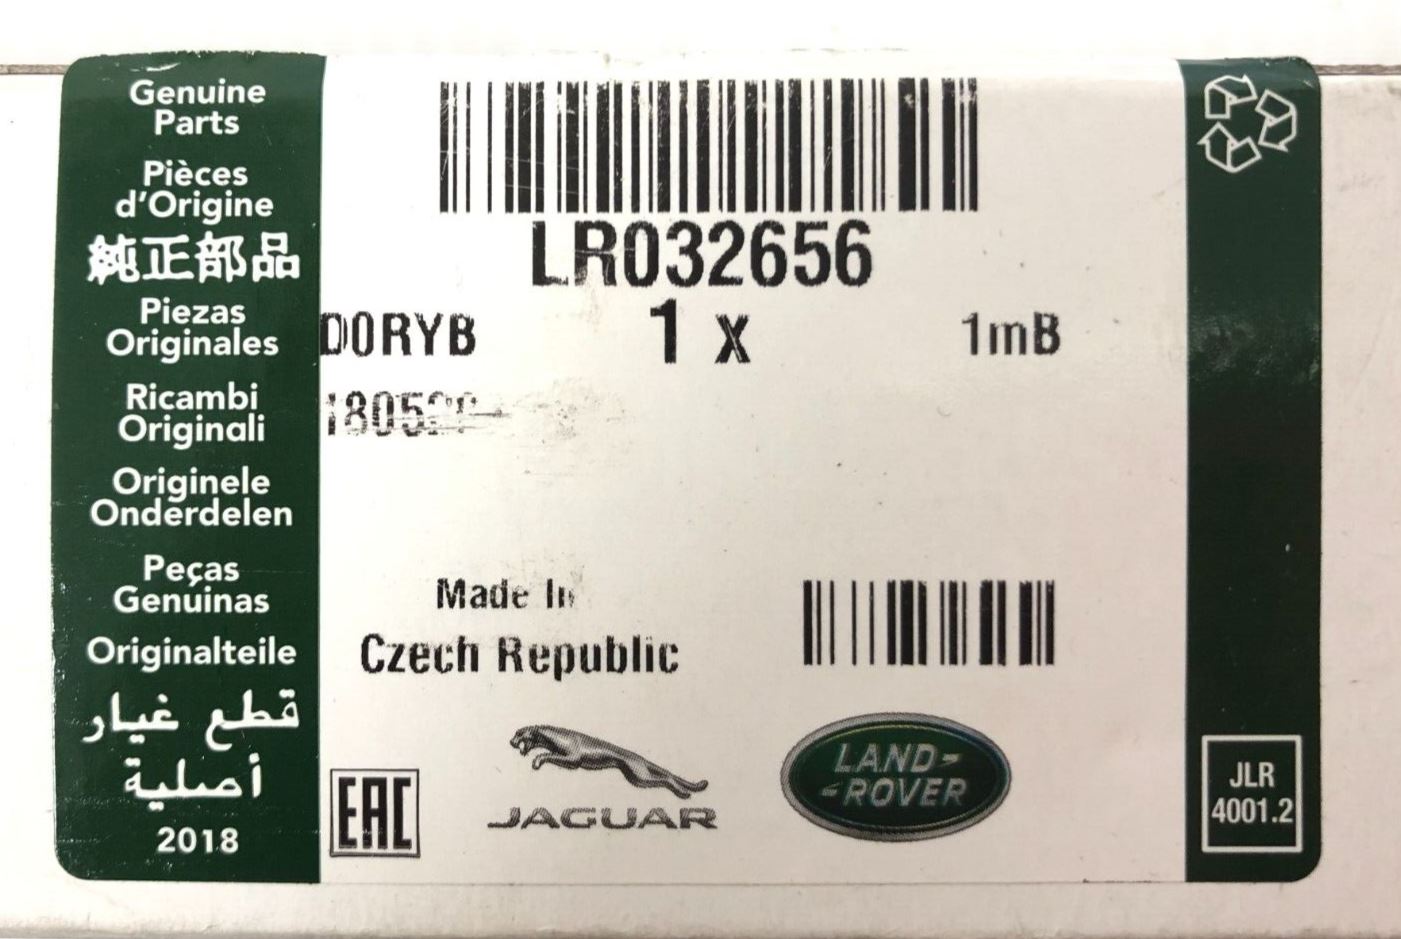 Genuine
Parts
Pièces
d'Origine
純正部品
Piezas
Originales
Ricambi
Originali
Originele
Onderdelen
Peças
Genuinas
Originalteile
قطع غيار
أصلية
2018
LR032656
D0RYB 1 x 1mB
Made In
Czech Republic
EAC
JAGUAR
LAND-
-ROVER
JLR
4001.2